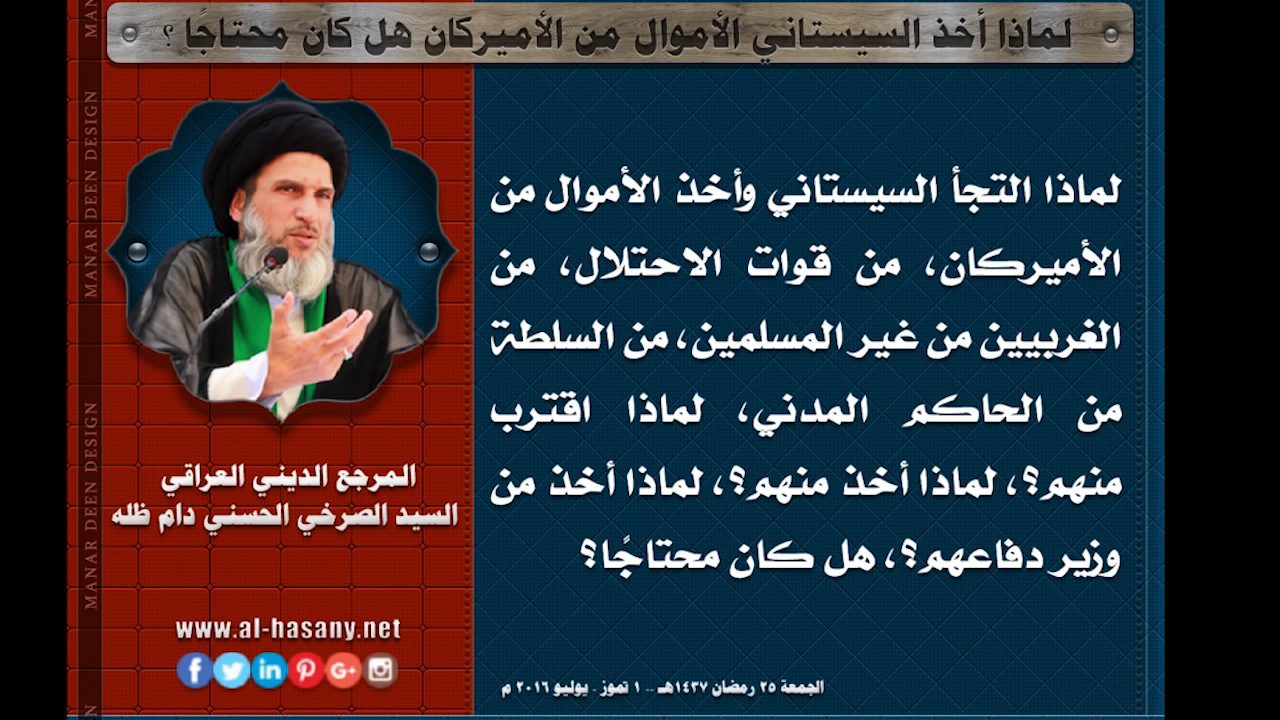 لماذا أخذ السيستاني الأموال من الأميركان هل كان محتاجًا ؟
لماذا التجأ السيستاني وأخذ الأموال من
الأميركان، من قوات الاحتلال، من
الغربيين من غير المسلمين، من السلطة
من الحاكم المدني، لماذا اقترب
منهم؟، لماذا أخذ منهم؟، لماذا أخذ من
وزير دفاعهم؟، هل كان محتاجًا؟
الجمعة ٢٥ رمضان ١٤٣٧هـ -- ١ تموز - يوليو ٢٠١٦ م
المرجع الديني العراقي
السيد الصرخي الحسني دام ظله
www.al-hasany.net
MANAR DEEN DESIGN
MANAR DEEN DESIGN